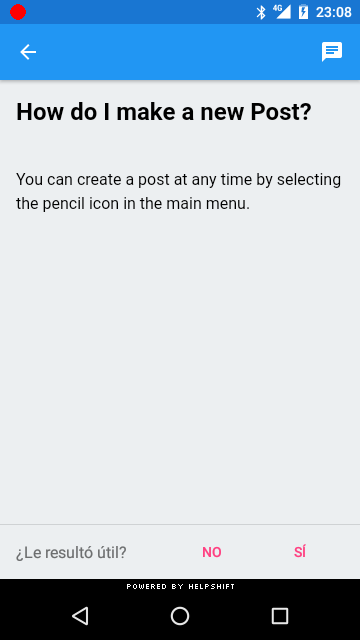 4G 23:08
How do I make a new Post?
You can create a post at any time by selecting
the pencil icon in the main menu.
¿Le resultó útil? NO SÍ
POWERED BY HELPSHIFT